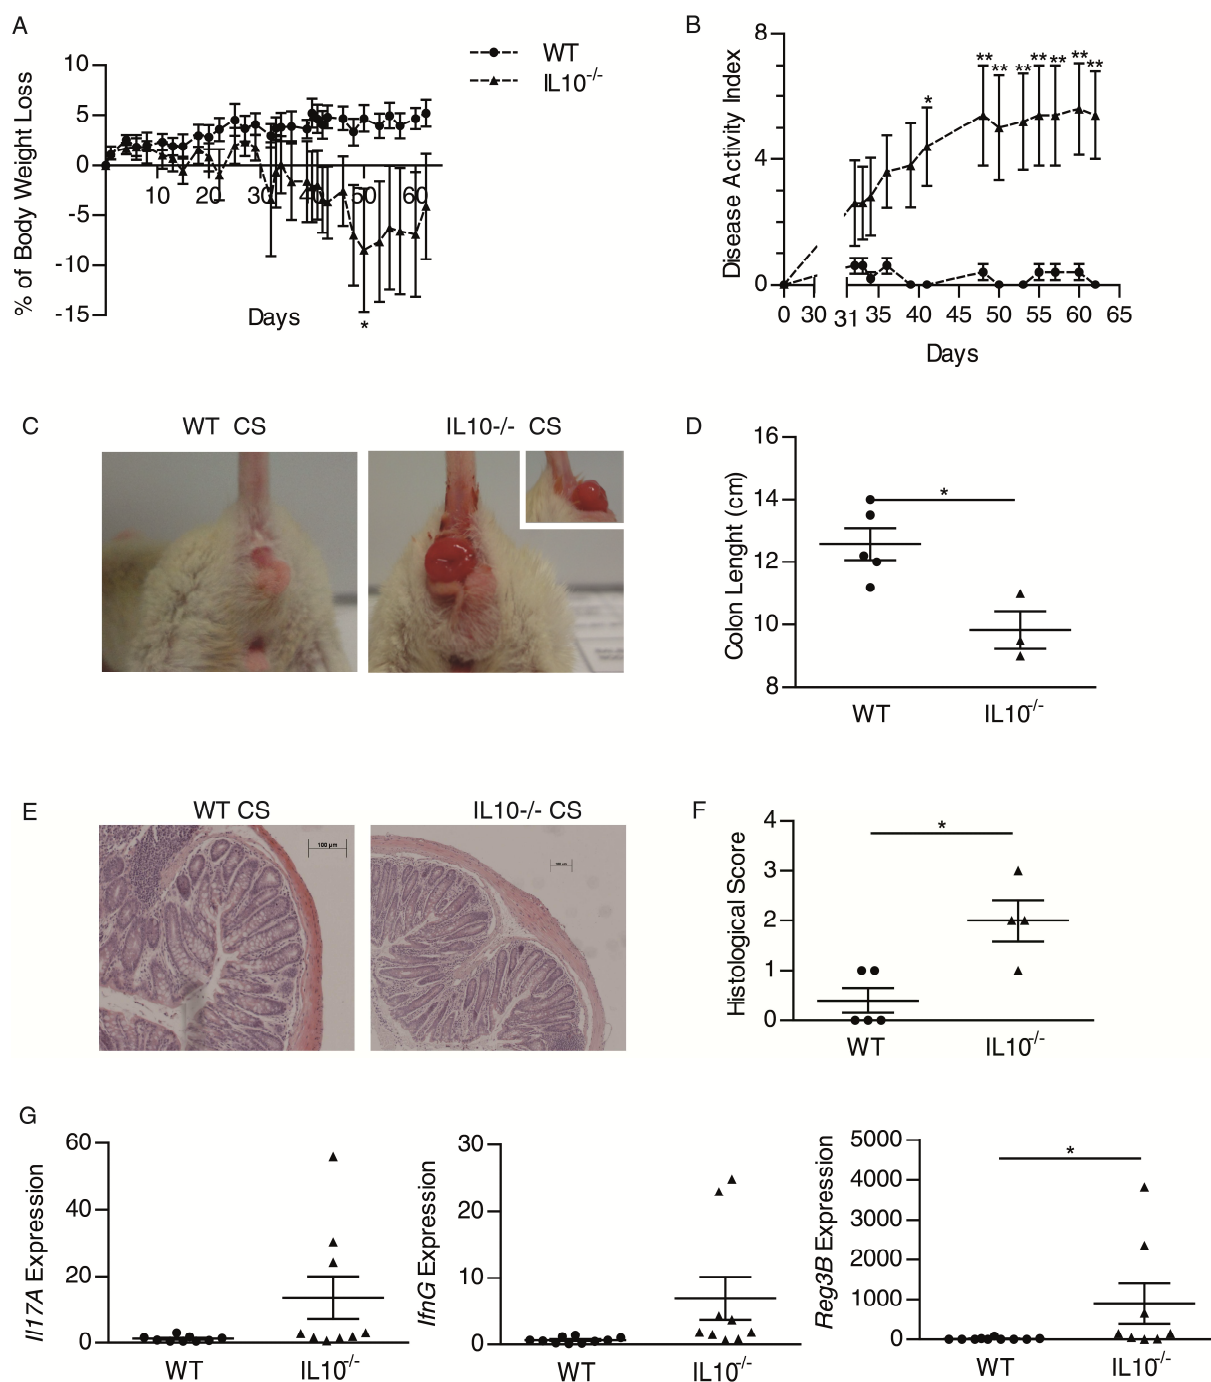 A
% of Body Weight Loss
10
5
0
-5
-10
-15
10 20 30 40 50 60
Days
*
WT
IL10-/-
B
Disease Activity Index
8
4
0
* ** ** ** ** ** ** **
0 30 31 35 40 45 50 55 60 65
Days
C
WT CS
IL10-/- CS
D
Colon Lenght (cm)
16
14
12
10
8
*
WT
IL10-/-
E
WT CS
100 µm
IL10-/- CS
F
Histological Score
4
3
2
1
0
*
WT
IL10-/-
G
Il17A Expression
60
40
20
0
WT
IL10-/-
IfnG Expression
30
20
10
0
WT
IL10-/-
Reg3B Expression
5000
4000
3000
2000
1000
0
*
WT
IL10-/-